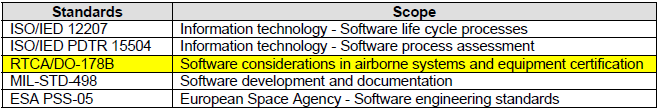 Standards Scope
ISO/IED 12207 Information technology - Software life cycle processes
ISO/IED PDTR 15504 Information technology - Software process assessment
RTCA/DO-178B Software considerations in airborne systems and equipment certification
MIL-STD-498 Software development and documentation
ESA PSS-05 European Space Agency - Software engineering standards